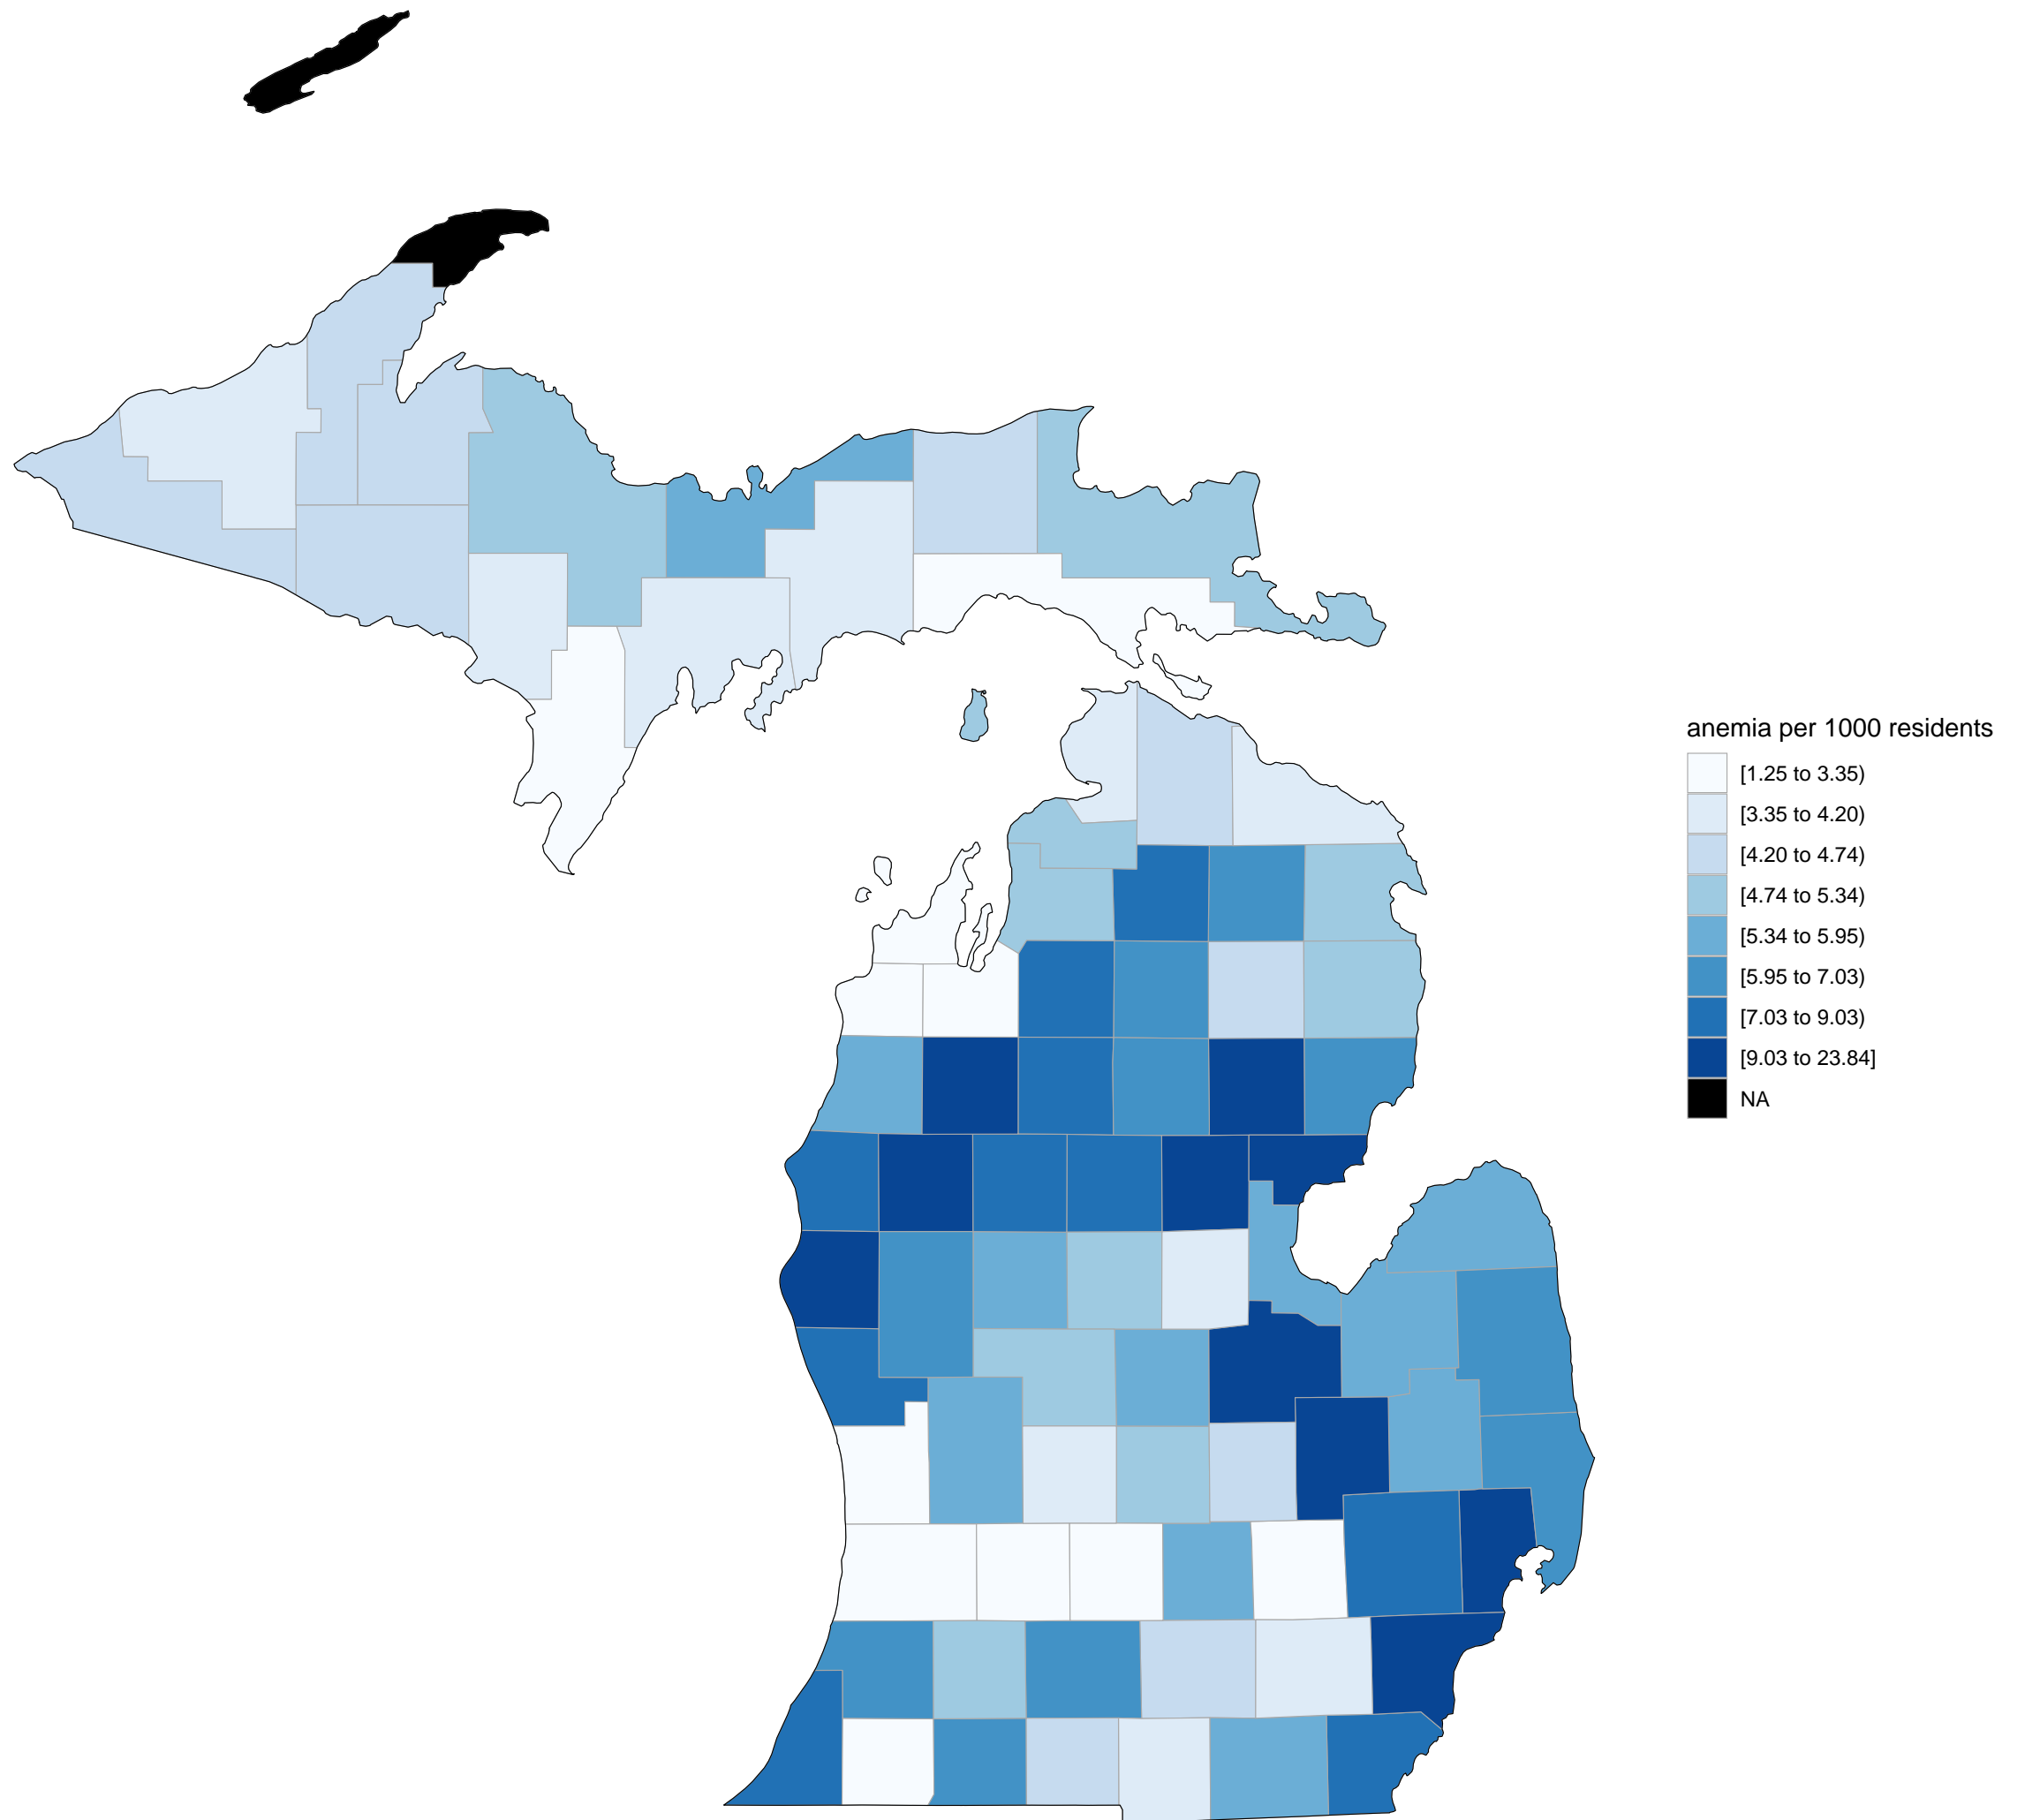 anemia per 1000 residents
[1.25 to 3.35)
[3.35 to 4.20)
[4.20 to 4.74)
[4.74 to 5.34)
[5.34 to 5.95)
[5.95 to 7.03)
[7.03 to 9.03)
[9.03 to 23.84]
NA